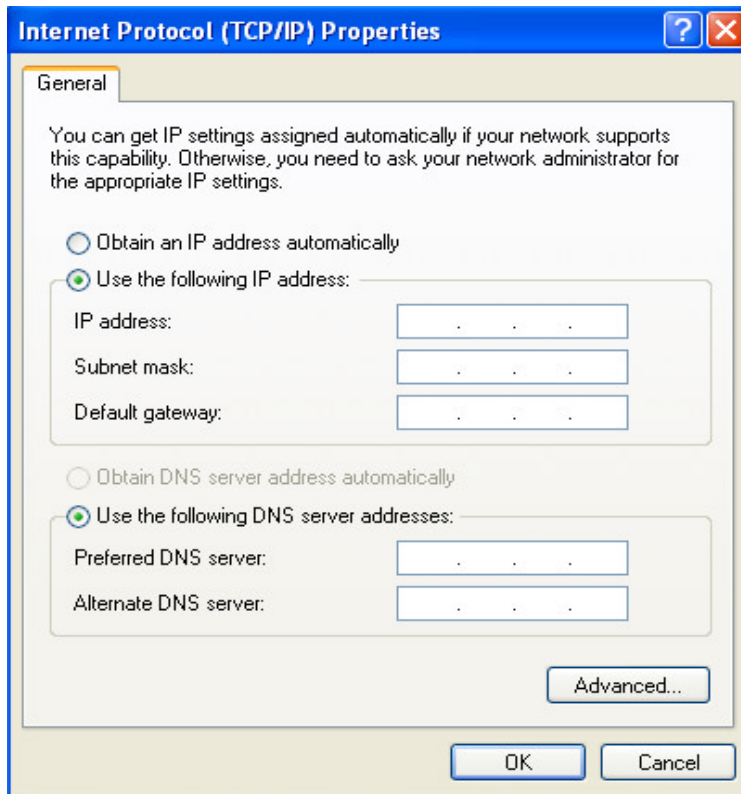 Internet Protocol (TCP/IP) Properties
General
You can get IP settings assigned automatically if your network supports
this capability. Otherwise, you need to ask your network administrator for
the appropriate IP settings.
Obtain an IP address automatically
Use the following IP address:
IP address: . . .
Subnet mask: . . .
Default gateway: . . .
Obtain DNS server address automatically
Use the following DNS server addresses:
Preferred DNS server: . . .
Alternate DNS server: . . .
Advanced...
OK Cancel